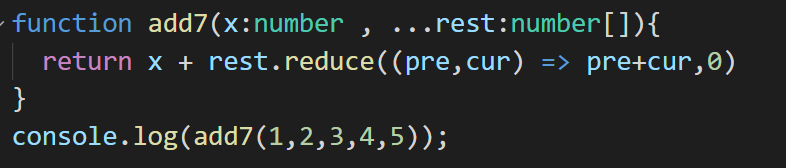 function add7(x:number , ...rest:number[]){
  return x + rest.reduce((pre,cur) => pre+cur,0)
}
console.log(add7(1,2,3,4,5));